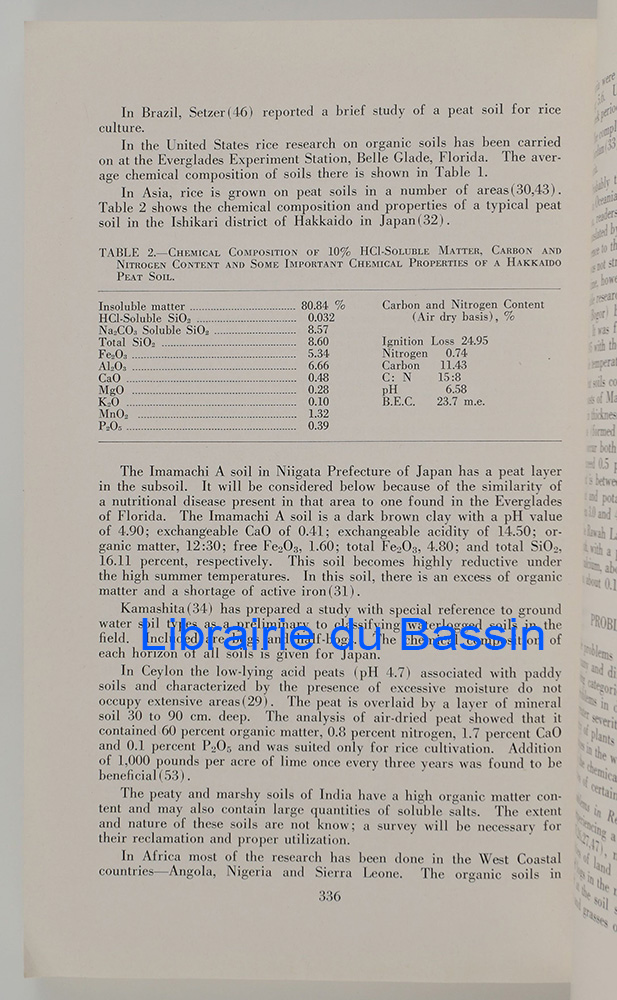 In Brazil, Setzer(46) reported a brief study of a peat soil for rice
culture.
In the United States rice research on organic soils has been carried
on at the Everglades Experiment Station, Belle Glade, Florida. The aver-
age chemical composition of soils there is shown in Table 1.
In Asia, rice is grown on peat soils in a number of areas(30,43).
Table 2 shows the chemical composition and properties of a typical peat
soil in the Ishikari district of Hakkaido in Japan(32).
TABLE 2.—Chemical Composition of 10% HCl-Soluble Matter, Carbon and
Nitrogen Content and Some Important Chemical Properties of a Hakkaido
Peat Soil.
Insoluble matter 80.84 %
HCl-Soluble SiO₂ 0.032
Na₂CO₃ Soluble SiO₂ 8.57
Total SiO₂ 8.60
Fe₂O₃ 5.34
Al₂O₃ 6.66
CaO 0.48
MgO 0.28
K₂O 0.10
MnO₂ 1.32
P₂O₅ 0.39
Carbon and Nitrogen Content
(Air dry basis), %
Ignition Loss 24.95
Nitrogen 0.74
Carbon 11.43
C: N 15:8
pH 6.58
B.E.C. 23.7 m.e.
The Imamachi A soil in Niigata Prefecture of Japan has a peat layer
in the subsoil. It will be considered below because of the similarity of
a nutritional disease present in that area to one found in the Everglades
of Florida. The Imamachi A soil is a dark brown clay with a pH value
of 4.90; exchangeable CaO of 0.41; exchangeable acidity of 14.50; or-
ganic matter, 12:30; free Fe₂O₃, 1.60; total Fe₂O₃, 4.80; and total SiO₂,
16.11 percent, respectively. This soil becomes highly reductive under
the high summer temperatures. In this soil, there is an excess of organic
matter and a shortage of active iron(31).
Kamashita(34) has prepared a study with special reference to ground
water soil types as a preliminary to classifying waterlogged soils in the
field. Included are bogs and half-bogs. The chemical composition of
each horizon of all soils is given for Japan.
Librairie du Bassin
In Ceylon the low-lying acid peats (pH 4.7) associated with paddy
soils and characterized by the presence of excessive moisture do not
occupy extensive areas(29). The peat is overlaid by a layer of mineral
soil 30 to 90 cm. deep. The analysis of air-dried peat showed that it
contained 60 percent organic matter, 0.8 percent nitrogen, 1.7 percent CaO
and 0.1 percent P₂O₅ and was suited only for rice cultivation. Addition
of 1,000 pounds per acre of lime once every three years was found to be
beneficial(53).
The peaty and marshy soils of India have a high organic matter con-
tent and may also contain large quantities of soluble salts. The extent
and nature of these soils are not know; a survey will be necessary for
their reclamation and proper utilization.
In Africa most of the research has been done in the West Coastal
countries—Angola, Nigeria and Sierra Leone. The organic soils in
336